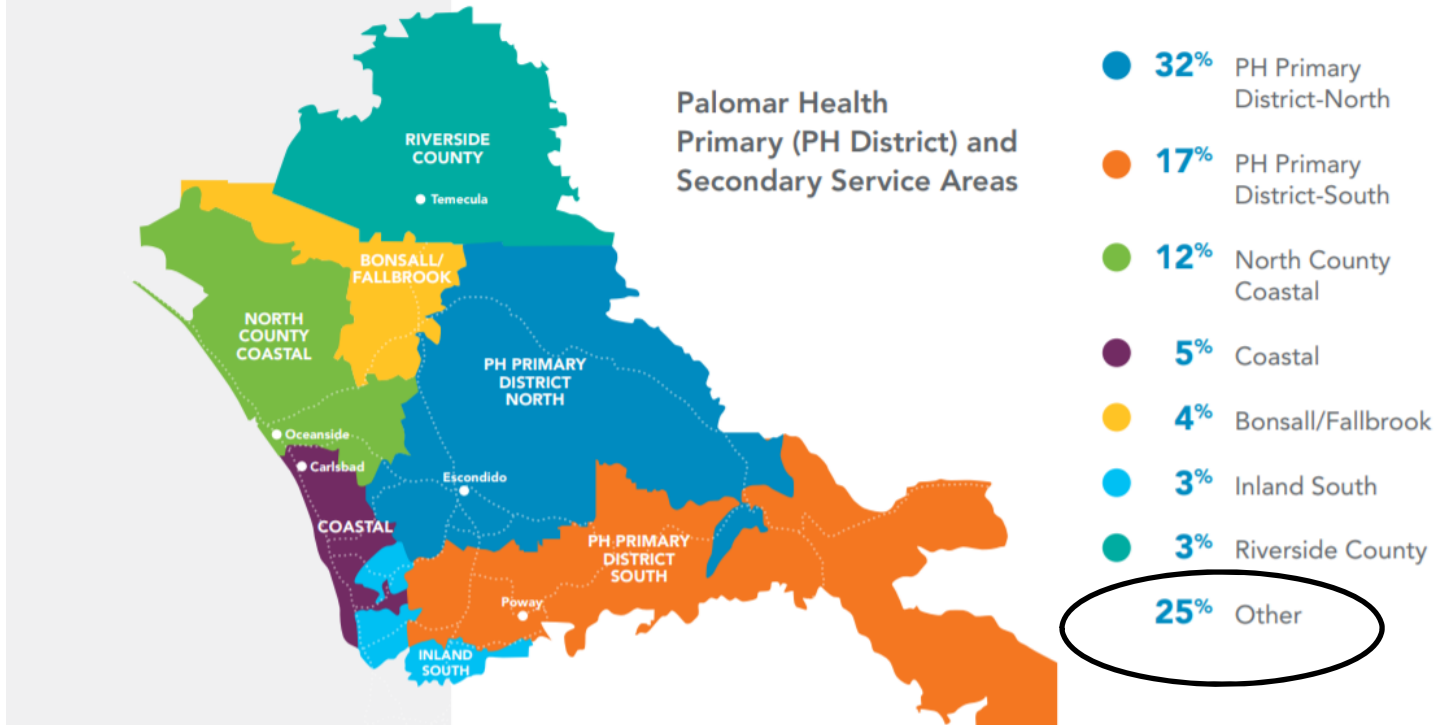 Palomar Health
Primary (PH District) and
Secondary Service Areas
RIVERSIDE
COUNTY
Temecula
BONSALL/
FALLBROOK
NORTH
COUNTY
COASTAL
PH PRIMARY
DISTRICT
NORTH
Oceanside
Carlsbad
Escondido
COASTAL
PH PRIMARY
DISTRICT
SOUTH
Poway
INLAND
SOUTH
32% PH Primary
District-North
17% PH Primary
District-South
12% North County
Coastal
5% Coastal
4% Bonsall/Fallbrook
3% Inland South
3% Riverside County
25% Other